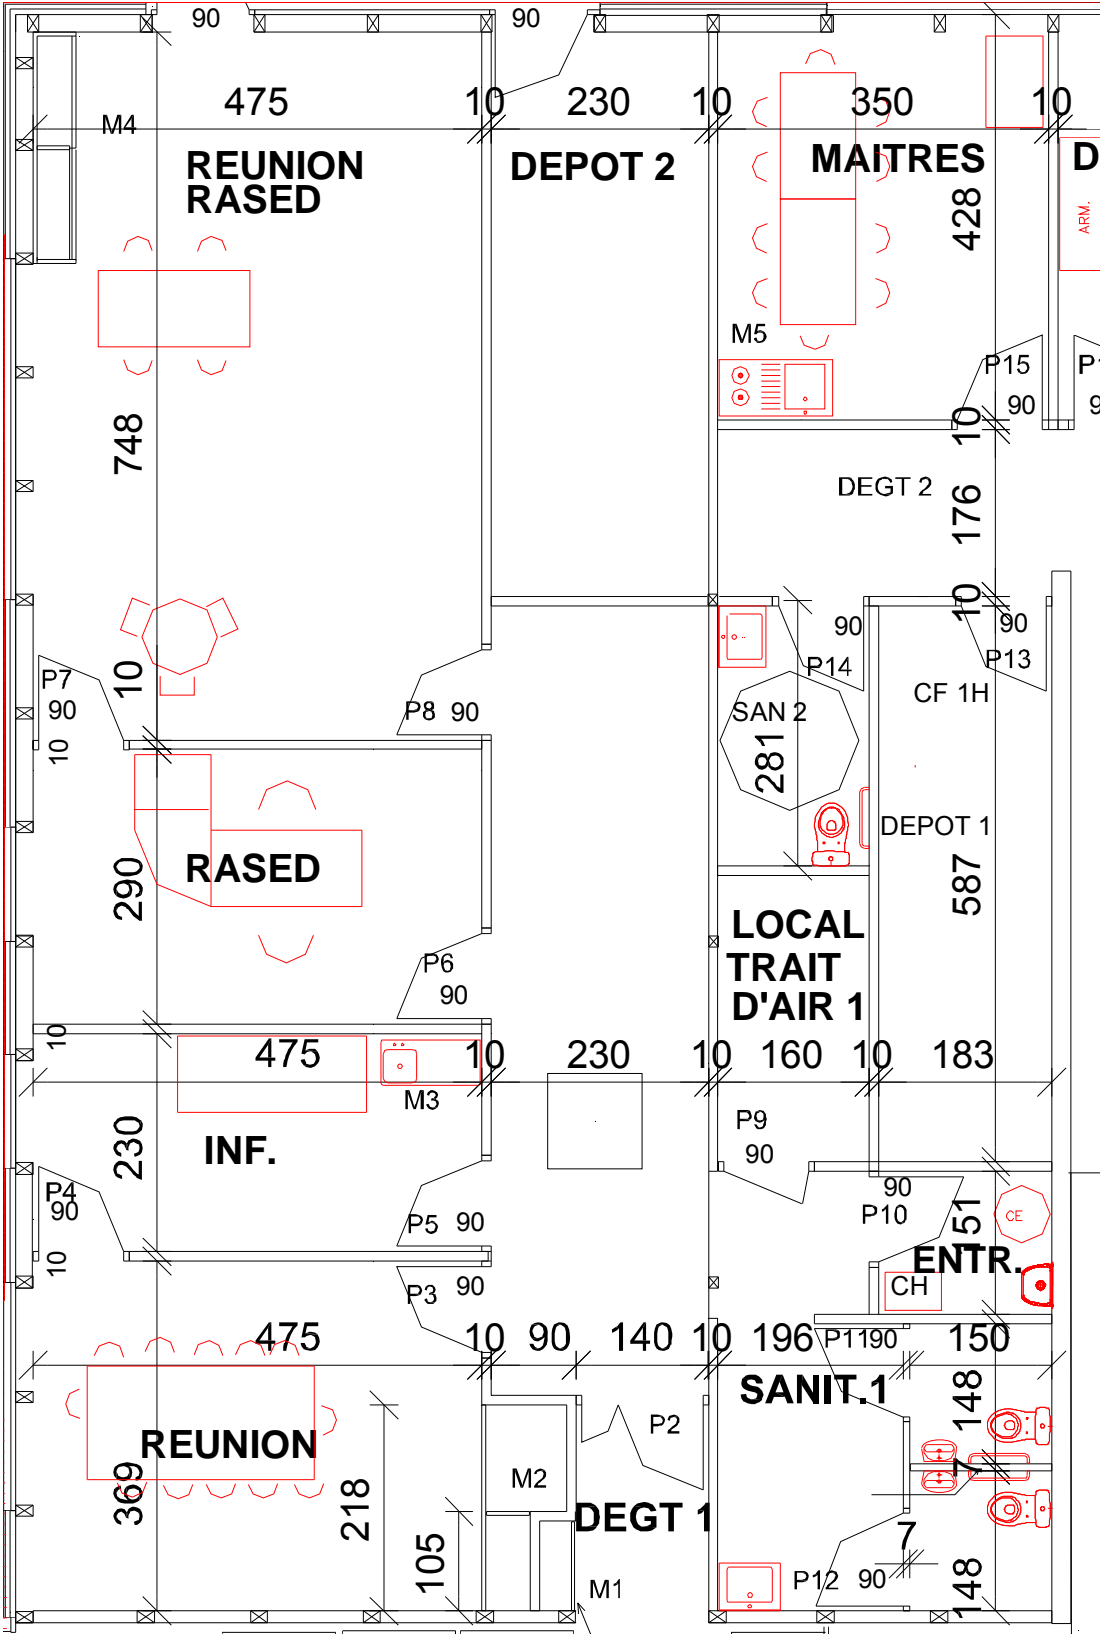 90
90
475
10
230
10
350
10
M4
REUNION
RASED
DEPOT 2
MAITRES
D
428
ARM.
M5
P15
P1
90
9
748
10
DEGT 2
176
10
90
90
P14
P13
P7
90
10
10
P8 90
SAN 2
CF 1H
281
DEPOT 1
RASED
290
587
LOCAL
TRAIT
D'AIR 1
P6
90
10
475
10
230
10
160
10
183
M3
P9
90
230
INF.
P4
90
10
P5 90
90
P10
151
CE
ENTR.
CH
P3
90
475
10
90
140
10
196
P11 90
150
SANIT.1
148
P2
REUNION
369
218
M2
7
105
DEGT 1
7
M1
P12 90
148